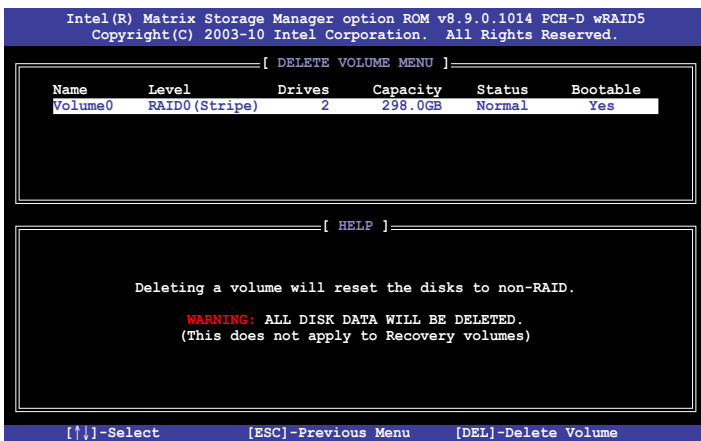 Intel(R) Matrix Storage Manager option ROM v8.9.0.1014 PCH-D wRAID5
Copyright(C) 2003-10 Intel Corporation. All Rights Reserved.
[ DELETE VOLUME MENU ]
Name Level Drives Capacity Status Bootable
Volume0 RAID0(Stripe) 2 298.0GB Normal Yes
[ HELP ]
Deleting a volume will reset the disks to non-RAID.
WARNING: ALL DISK DATA WILL BE DELETED.
(This does not apply to Recovery volumes)
[↑↓]-Select [ESC]-Previous Menu [DEL]-Delete Volume